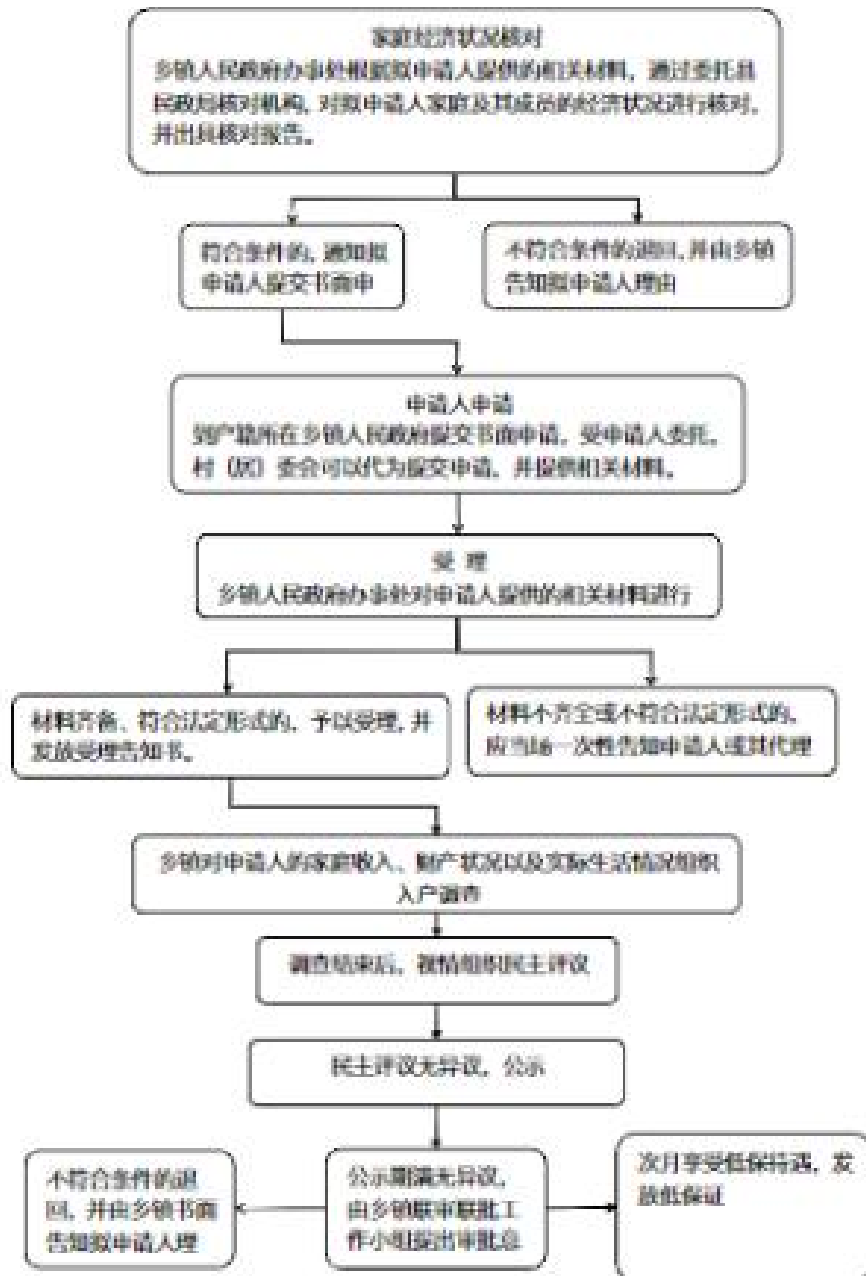 家庭经济状况核对
乡镇人民政府办事处根据拟申请人提供的相关材料，通过委托县
民政局核对机构，对拟申请人家庭及其成员的经济状况进行核对，
并出具核对报告。
符合条件的，通知拟
申请人提交书面申
不符合条件的退回，并由乡镇
告知拟申请人理由
申请人申请
到户籍所在乡镇人民政府提交书面申请，受申请人委托，
村（居）委会可以代为提交申请，并提供相关材料。
受 理
乡镇人民政府办事处对申请人提供的相关材料进行
材料齐备、符合法定形式的，予以受理，并
发放受理告知书。
材料不齐全或不符合法定形式的，
应当场一次性告知申请人或其代理
乡镇对申请人的家庭收入、财产状况以及实际生活情况组织
入户调查
调查结束后，视情组织民主评议
民主评议无异议，公示
不符合条件的退
回，并由乡镇书面
告知拟申请人理
公示期满无异议，
由乡镇联审联批工
作小组提出审批意
次月享受低保待遇，发
放低保证